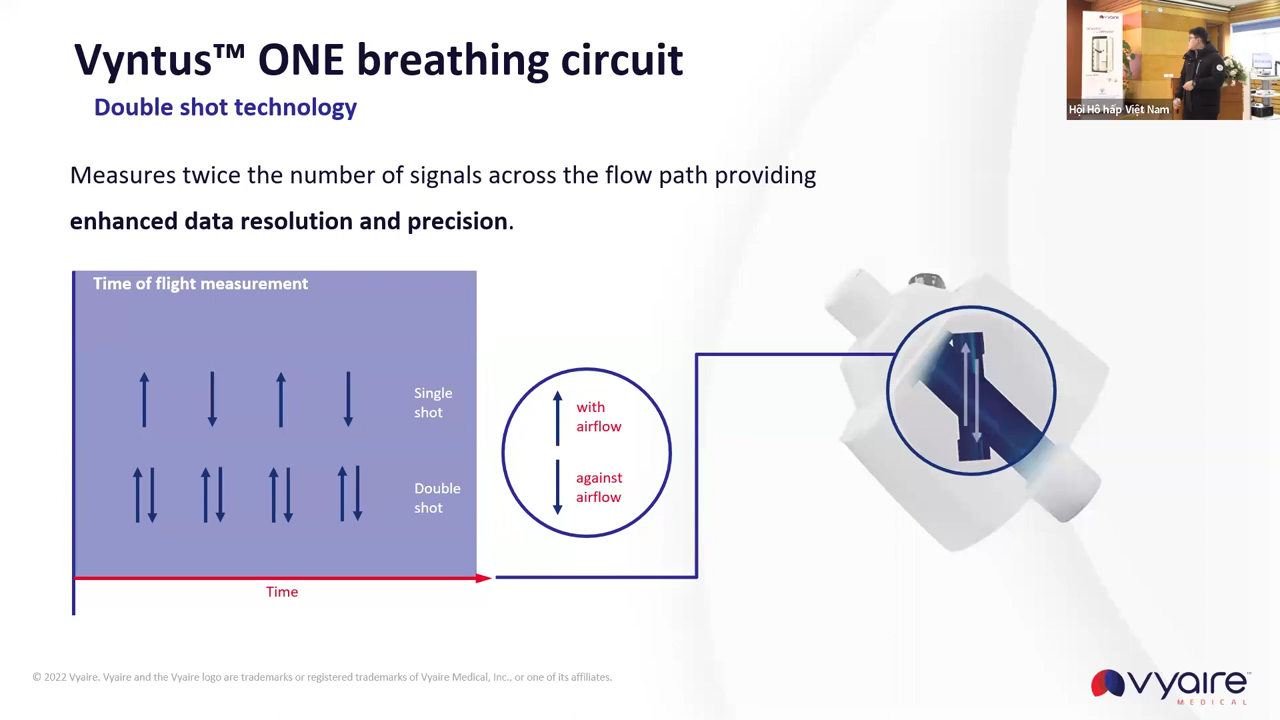 Vyntus™ ONE breathing circuit
Double shot technology
Measures twice the number of signals across the flow path providing
enhanced data resolution and precision.
Time of flight measurement
Single
shot
Double
shot
Time
with
airflow
against
airflow
vyaire
Hội Hô hấp Việt Nam
© 2022 Vyaire. Vyaire and the Vyaire logo are trademarks or registered trademarks of Vyaire Medical, Inc., or one of its affiliates.
vyaire™
MEDICAL